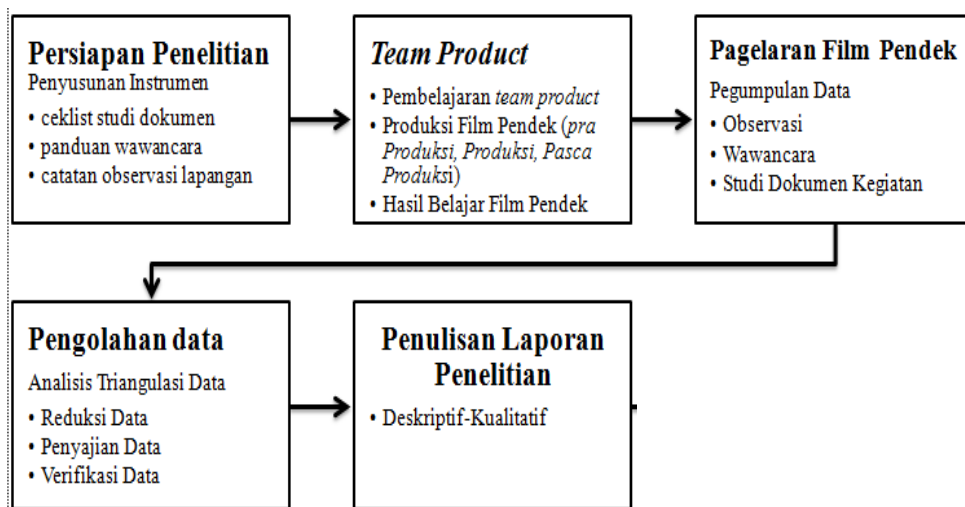 Persiapan Penelitian
Penyusunan Instrumen
• ceklist studi dokumen
• panduan wawancara
• catatan observasi lapangan
Team Product
• Pembelajaran team product
• Produksi Film Pendek (pra
Produksi, Produksi, Pasca
Produksi)
• Hasil Belajar Film Pendek
Pagelaran Film Pendek
Pegumpulan Data
• Observasi
• Wawancara
• Studi Dokumen Kegiatan
Pengolahan data
Analisis Triangulasi Data
• Reduksi Data
• Penyajian Data
• Verifikasi Data
Penulisan Laporan
Penelitian
• Deskriptif-Kualitatif